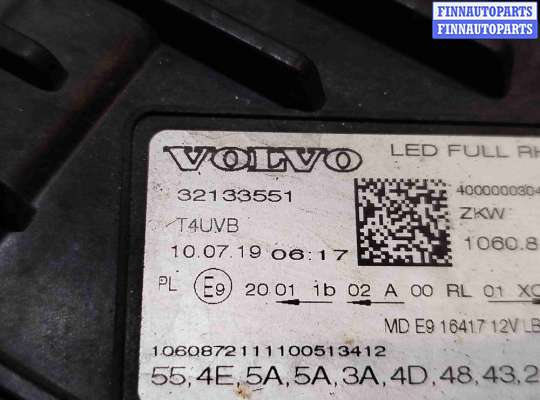 FINNAUTOPARTS
FINNAUTOPARTS
VOLVO LED FULL RH
32133551
T4UVB
10.07.19 06:17
4000000304
ZKW
1060.8
PL E9 20 01 1b 02 A 00 RL 01 XC
MD E9 16417 12V LB
1060872111100513412
55,4E,5A,5A,3A,4D,48,43,2